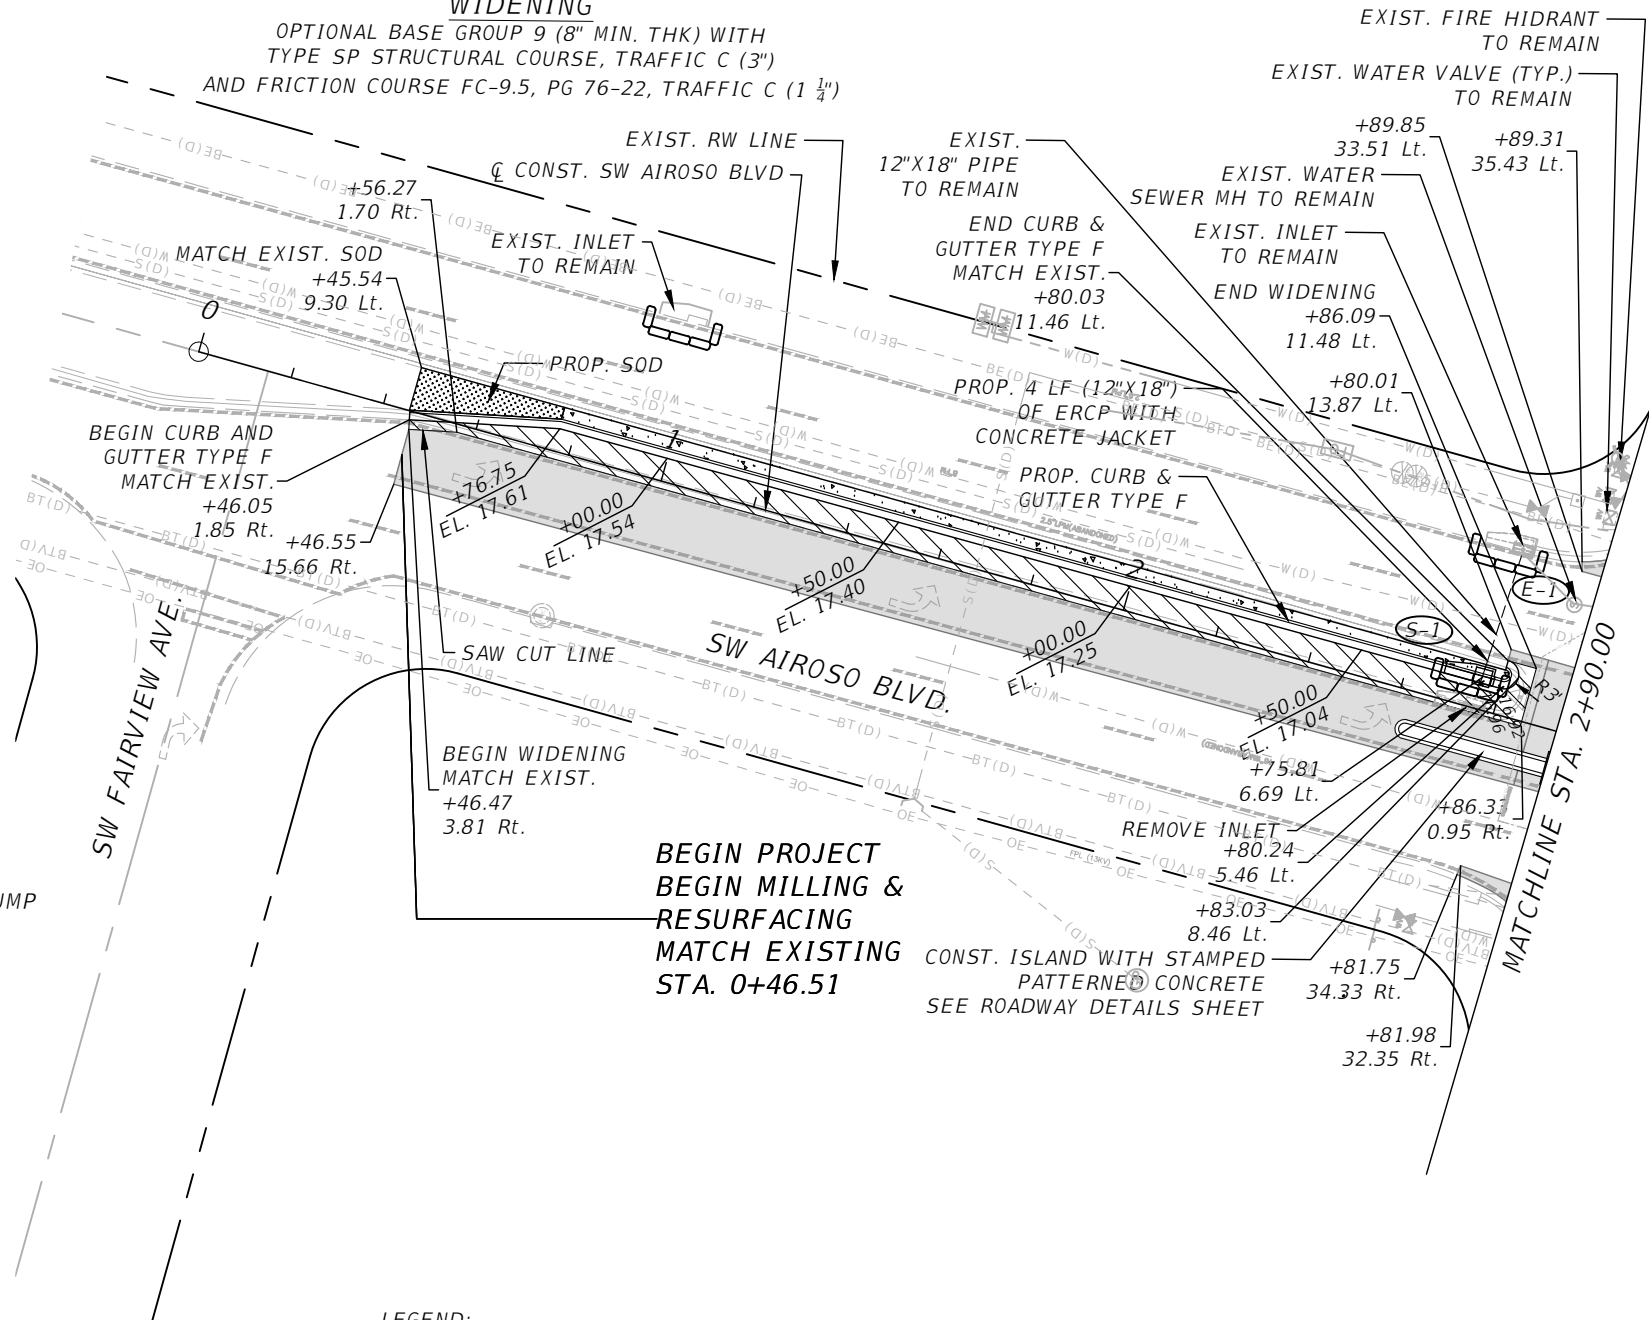 WIDENING
OPTIONAL BASE GROUP 9 (8" MIN. THK) WITH
TYPE SP STRUCTURAL COURSE, TRAFFIC C (3")
AND FRICTION COURSE FC-9.5, PG 76-22, TRAFFIC C (1 1/4")
EXIST. RW LINE
℄ CONST. SW AIROSO BLVD
+56.27
1.70 Rt.
MATCH EXIST. SOD
+45.54
9.30 Lt.
EXIST. INLET
TO REMAIN
PROP. SOD
0
BEGIN CURB AND
GUTTER TYPE F
MATCH EXIST.
+46.05
1.85 Rt.
+46.55
15.66 Rt.
EXIST.
12"X18" PIPE
TO REMAIN
END CURB &
GUTTER TYPE F
MATCH EXIST.
+80.03
11.46 Lt.
PROP. 4 LF (12"X18")
OF ERCP WITH
CONCRETE JACKET
PROP. CURB &
GUTTER TYPE F
EXIST. FIRE HIDRANT
TO REMAIN
EXIST. WATER VALVE (TYP.)
TO REMAIN
+89.85
33.51 Lt.
+89.31
35.43 Lt.
EXIST. WATER
SEWER MH TO REMAIN
EXIST. INLET
TO REMAIN
END WIDENING
+86.09
11.48 Lt.
+80.01
13.87 Lt.
1
2
+76.75
EL. 17.61
+00.00
EL. 17.54
+50.00
EL. 17.40
+00.00
EL. 17.25
+50.00
EL. 17.04
E-1
S-1
R3'
SAW CUT LINE
SW AIROSO BLVD.
SW FAIRVIEW AVE.
MATCHLINE STA. 2+90.00
BEGIN WIDENING
MATCH EXIST.
+46.47
3.81 Rt.
BEGIN PROJECT
BEGIN MILLING &
RESURFACING
MATCH EXISTING
STA. 0+46.51
+75.81
6.69 Lt.
REMOVE INLET
+80.24
5.46 Lt.
+83.03
8.46 Lt.
+86.33
0.95 Rt.
CONST. ISLAND WITH STAMPED
PATTERNED CONCRETE
SEE ROADWAY DETAILS SHEET
+81.75
34.33 Rt.
+81.98
32.35 Rt.
UMP
LEGEND:
BE(D)
W(D)
S(D)
BT(D)
BTV(D)
OE
BFO
FPL (13KV)